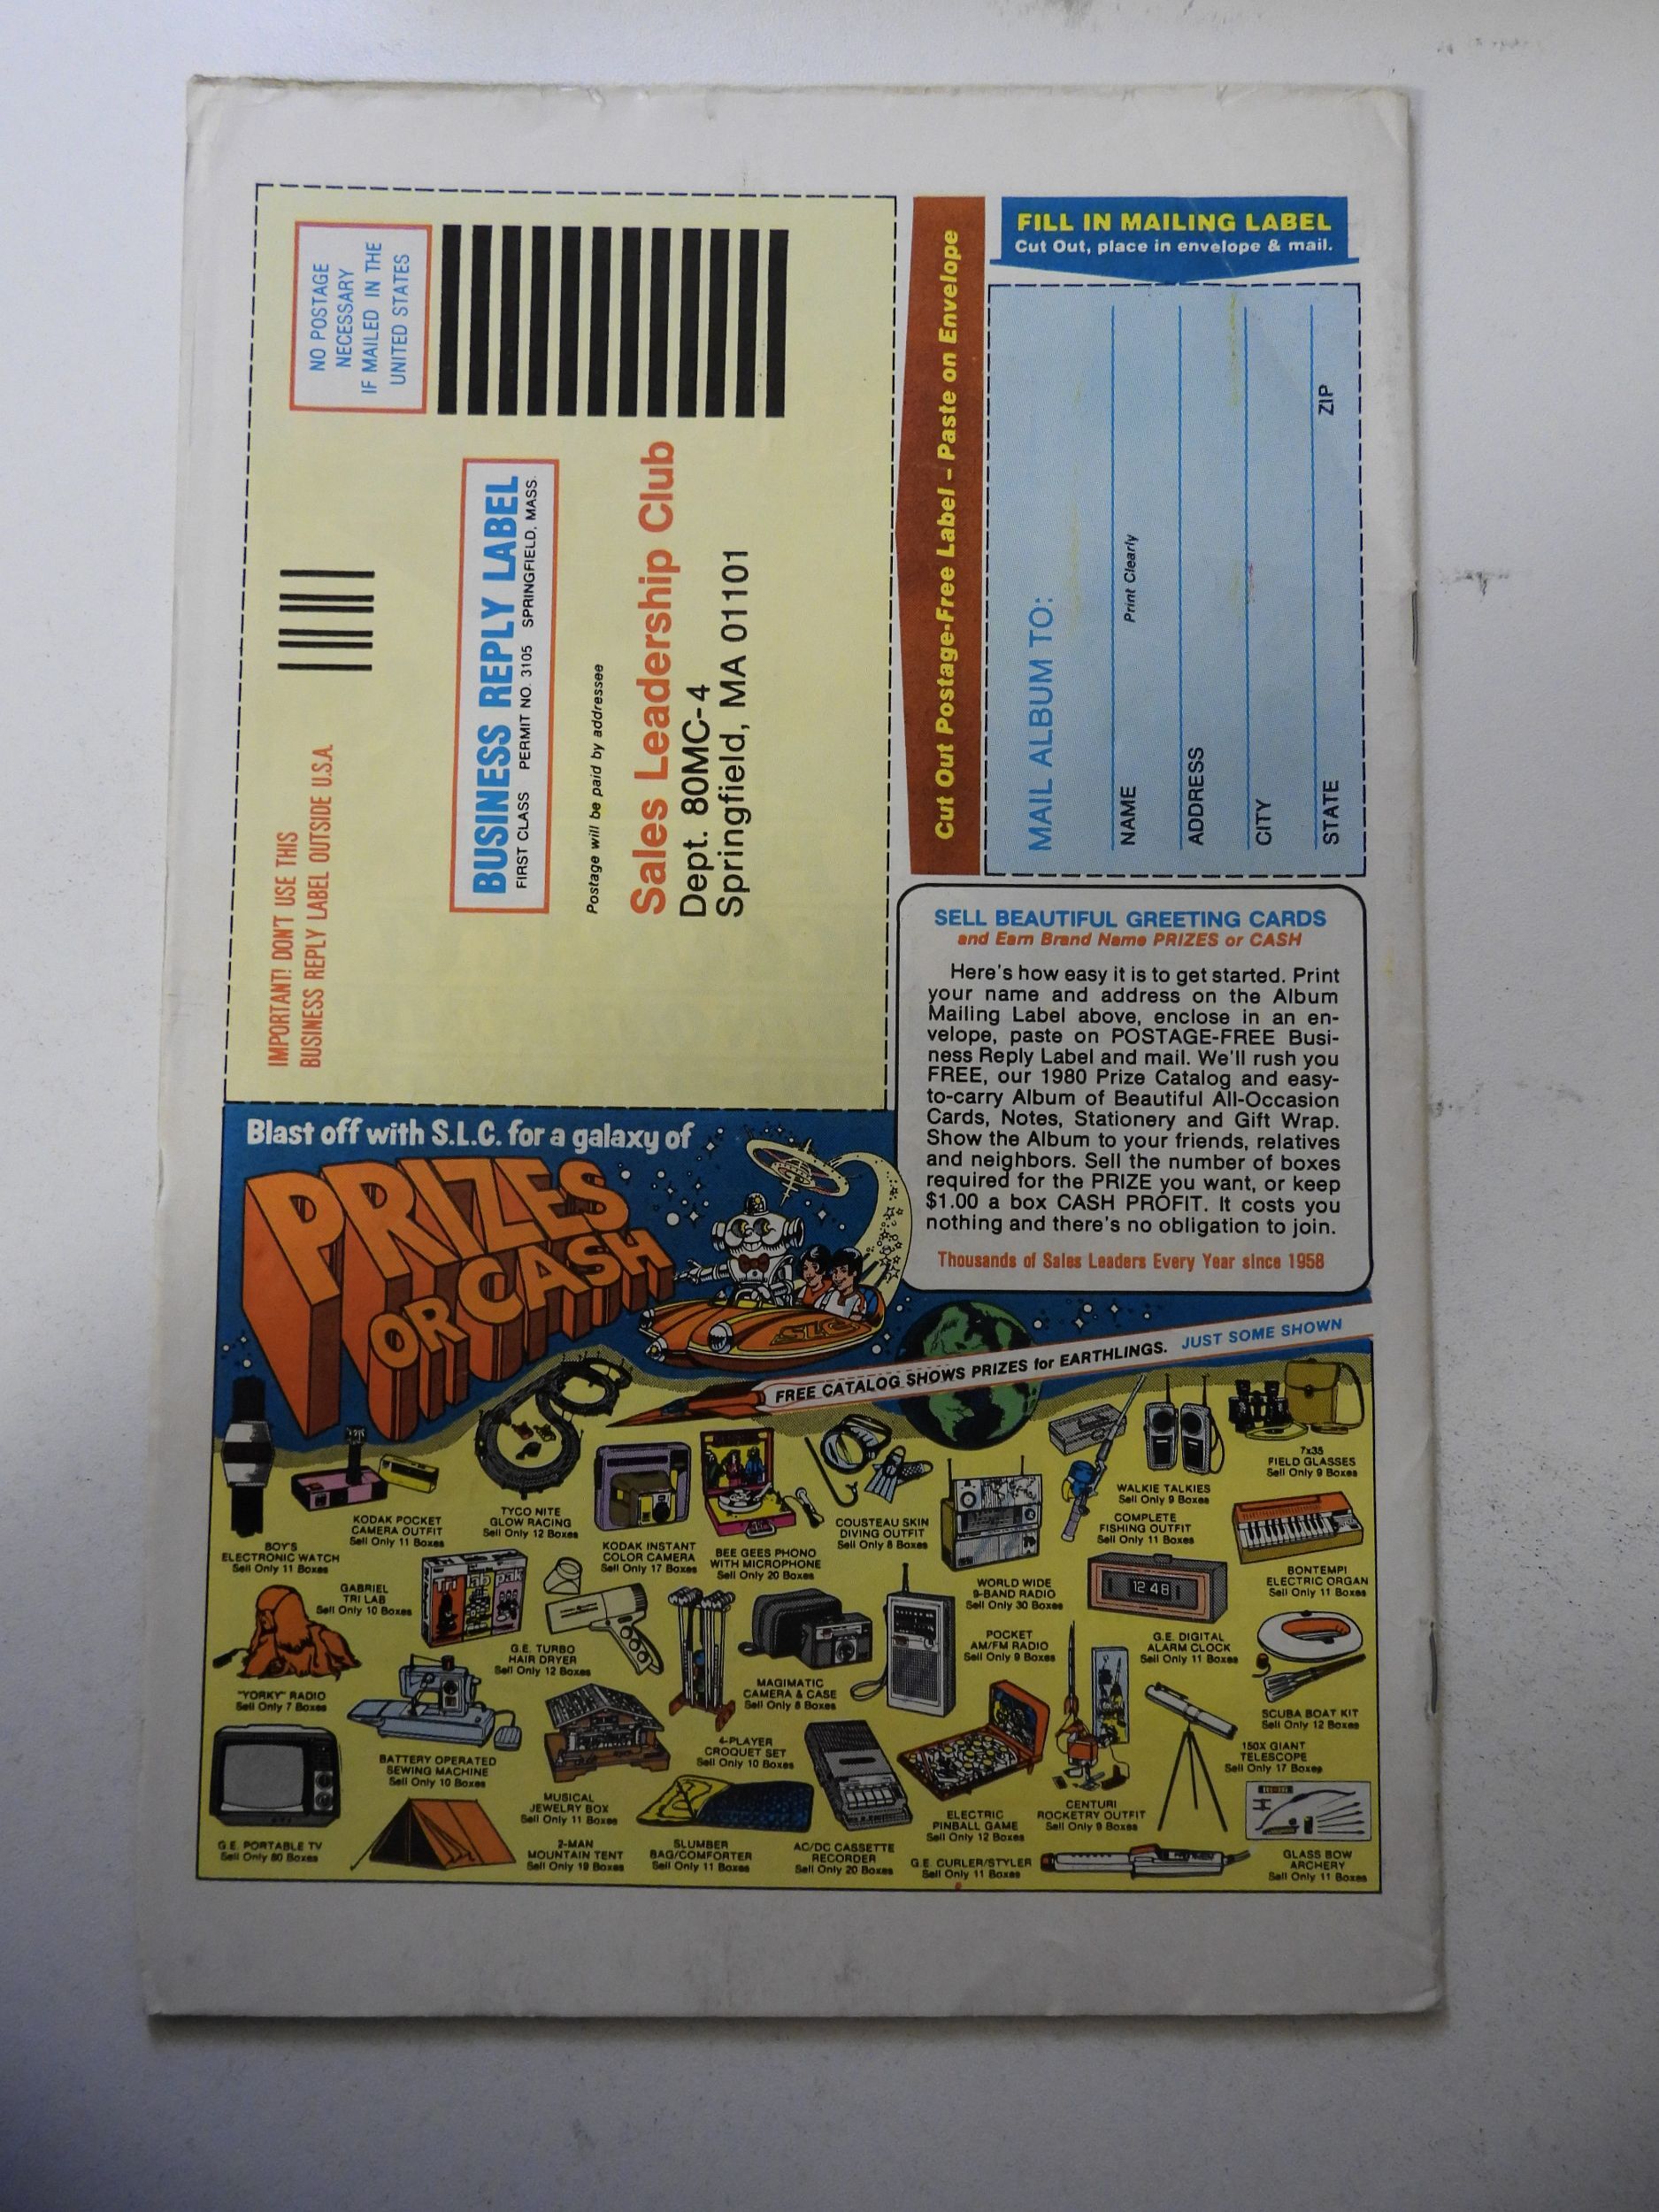 IMPORTANT! DON'T USE THIS
BUSINESS REPLY LABEL OUTSIDE U.S.A.
NO POSTAGE
NECESSARY
IF MAILED IN THE
UNITED STATES
BUSINESS REPLY LABEL
FIRST CLASS PERMIT NO. 3105 SPRINGFIELD, MASS.
Postage will be paid by addressee
Sales Leadership Club
Dept. 80MC-4
Springfield, MA 01101
Cut Out Postage-Free Label – Paste on Envelope
FILL IN MAILING LABEL
Cut Out, place in envelope & mail.
MAIL ALBUM TO:
NAME
Print Clearly
ADDRESS
CITY
STATE ZIP
SELL BEAUTIFUL GREETING CARDS
and Earn Brand Name PRIZES or CASH
Here's how easy it is to get started. Print
your name and address on the Album
Mailing Label above, enclose in an en-
velope, paste on POSTAGE-FREE Busi-
ness Reply Label and mail. We'll rush you
FREE, our 1980 Prize Catalog and easy-
to-carry Album of Beautiful All-Occasion
Cards, Notes, Stationery and Gift Wrap.
Show the Album to your friends, relatives
and neighbors. Sell the number of boxes
required for the PRIZE you want, or keep
$1.00 a box CASH PROFIT. It costs you
nothing and there's no obligation to join.
Thousands of Sales Leaders Every Year since 1958
Blast off with S.L.C. for a galaxy of
PRIZES
OR CASH
SLC
FREE CATALOG SHOWS PRIZES for EARTHLINGS. JUST SOME SHOWN
BOY'S
ELECTRONIC WATCH
Sell Only 11 Boxes
KODAK POCKET
CAMERA OUTFIT
Sell Only 11 Boxes
TYCO NITE
GLOW RACING
Sell Only 12 Boxes
KODAK INSTANT
COLOR CAMERA
Sell Only 17 Boxes
BEE GEES PHONO
WITH MICROPHONE
Sell Only 20 Boxes
COUSTEAU SKIN
DIVING OUTFIT
Sell Only 8 Boxes
WORLD WIDE
9-BAND RADIO
Sell Only 30 Boxes
COMPLETE
FISHING OUTFIT
Sell Only 11 Boxes
WALKIE TALKIES
Sell Only 9 Boxes
7x35
FIELD GLASSES
Sell Only 9 Boxes
BONTEMPI
ELECTRIC ORGAN
Sell Only 11 Boxes
GABRIEL
TRI LAB
Sell Only 10 Boxes
Tri lab pak
G.E. TURBO
HAIR DRYER
Sell Only 12 Boxes
MAGIMATIC
CAMERA & CASE
Sell Only 8 Boxes
POCKET
AM/FM RADIO
Sell Only 9 Boxes
12 48
G.E. DIGITAL
ALARM CLOCK
Sell Only 11 Boxes
SCUBA BOAT KIT
Sell Only 12 Boxes
"YORKY" RADIO
Sell Only 7 Boxes
BATTERY OPERATED
SEWING MACHINE
Sell Only 10 Boxes
MUSICAL
JEWELRY BOX
Sell Only 11 Boxes
4-PLAYER
CROQUET SET
Sell Only 10 Boxes
150X GIANT
TELESCOPE
Sell Only 17 Boxes
G.E. PORTABLE TV
Sell Only 80 Boxes
2-MAN
MOUNTAIN TENT
Sell Only 19 Boxes
SLUMBER
BAG/COMFORTER
Sell Only 11 Boxes
AC/DC CASSETTE
RECORDER
Sell Only 20 Boxes
ELECTRIC
PINBALL GAME
Sell Only 12 Boxes
CENTURI
ROCKETRY OUTFIT
Sell Only 9 Boxes
G.E. CURLER/STYLER
Sell Only 11 Boxes
GLASS BOW
ARCHERY
Sell Only 11 Boxes